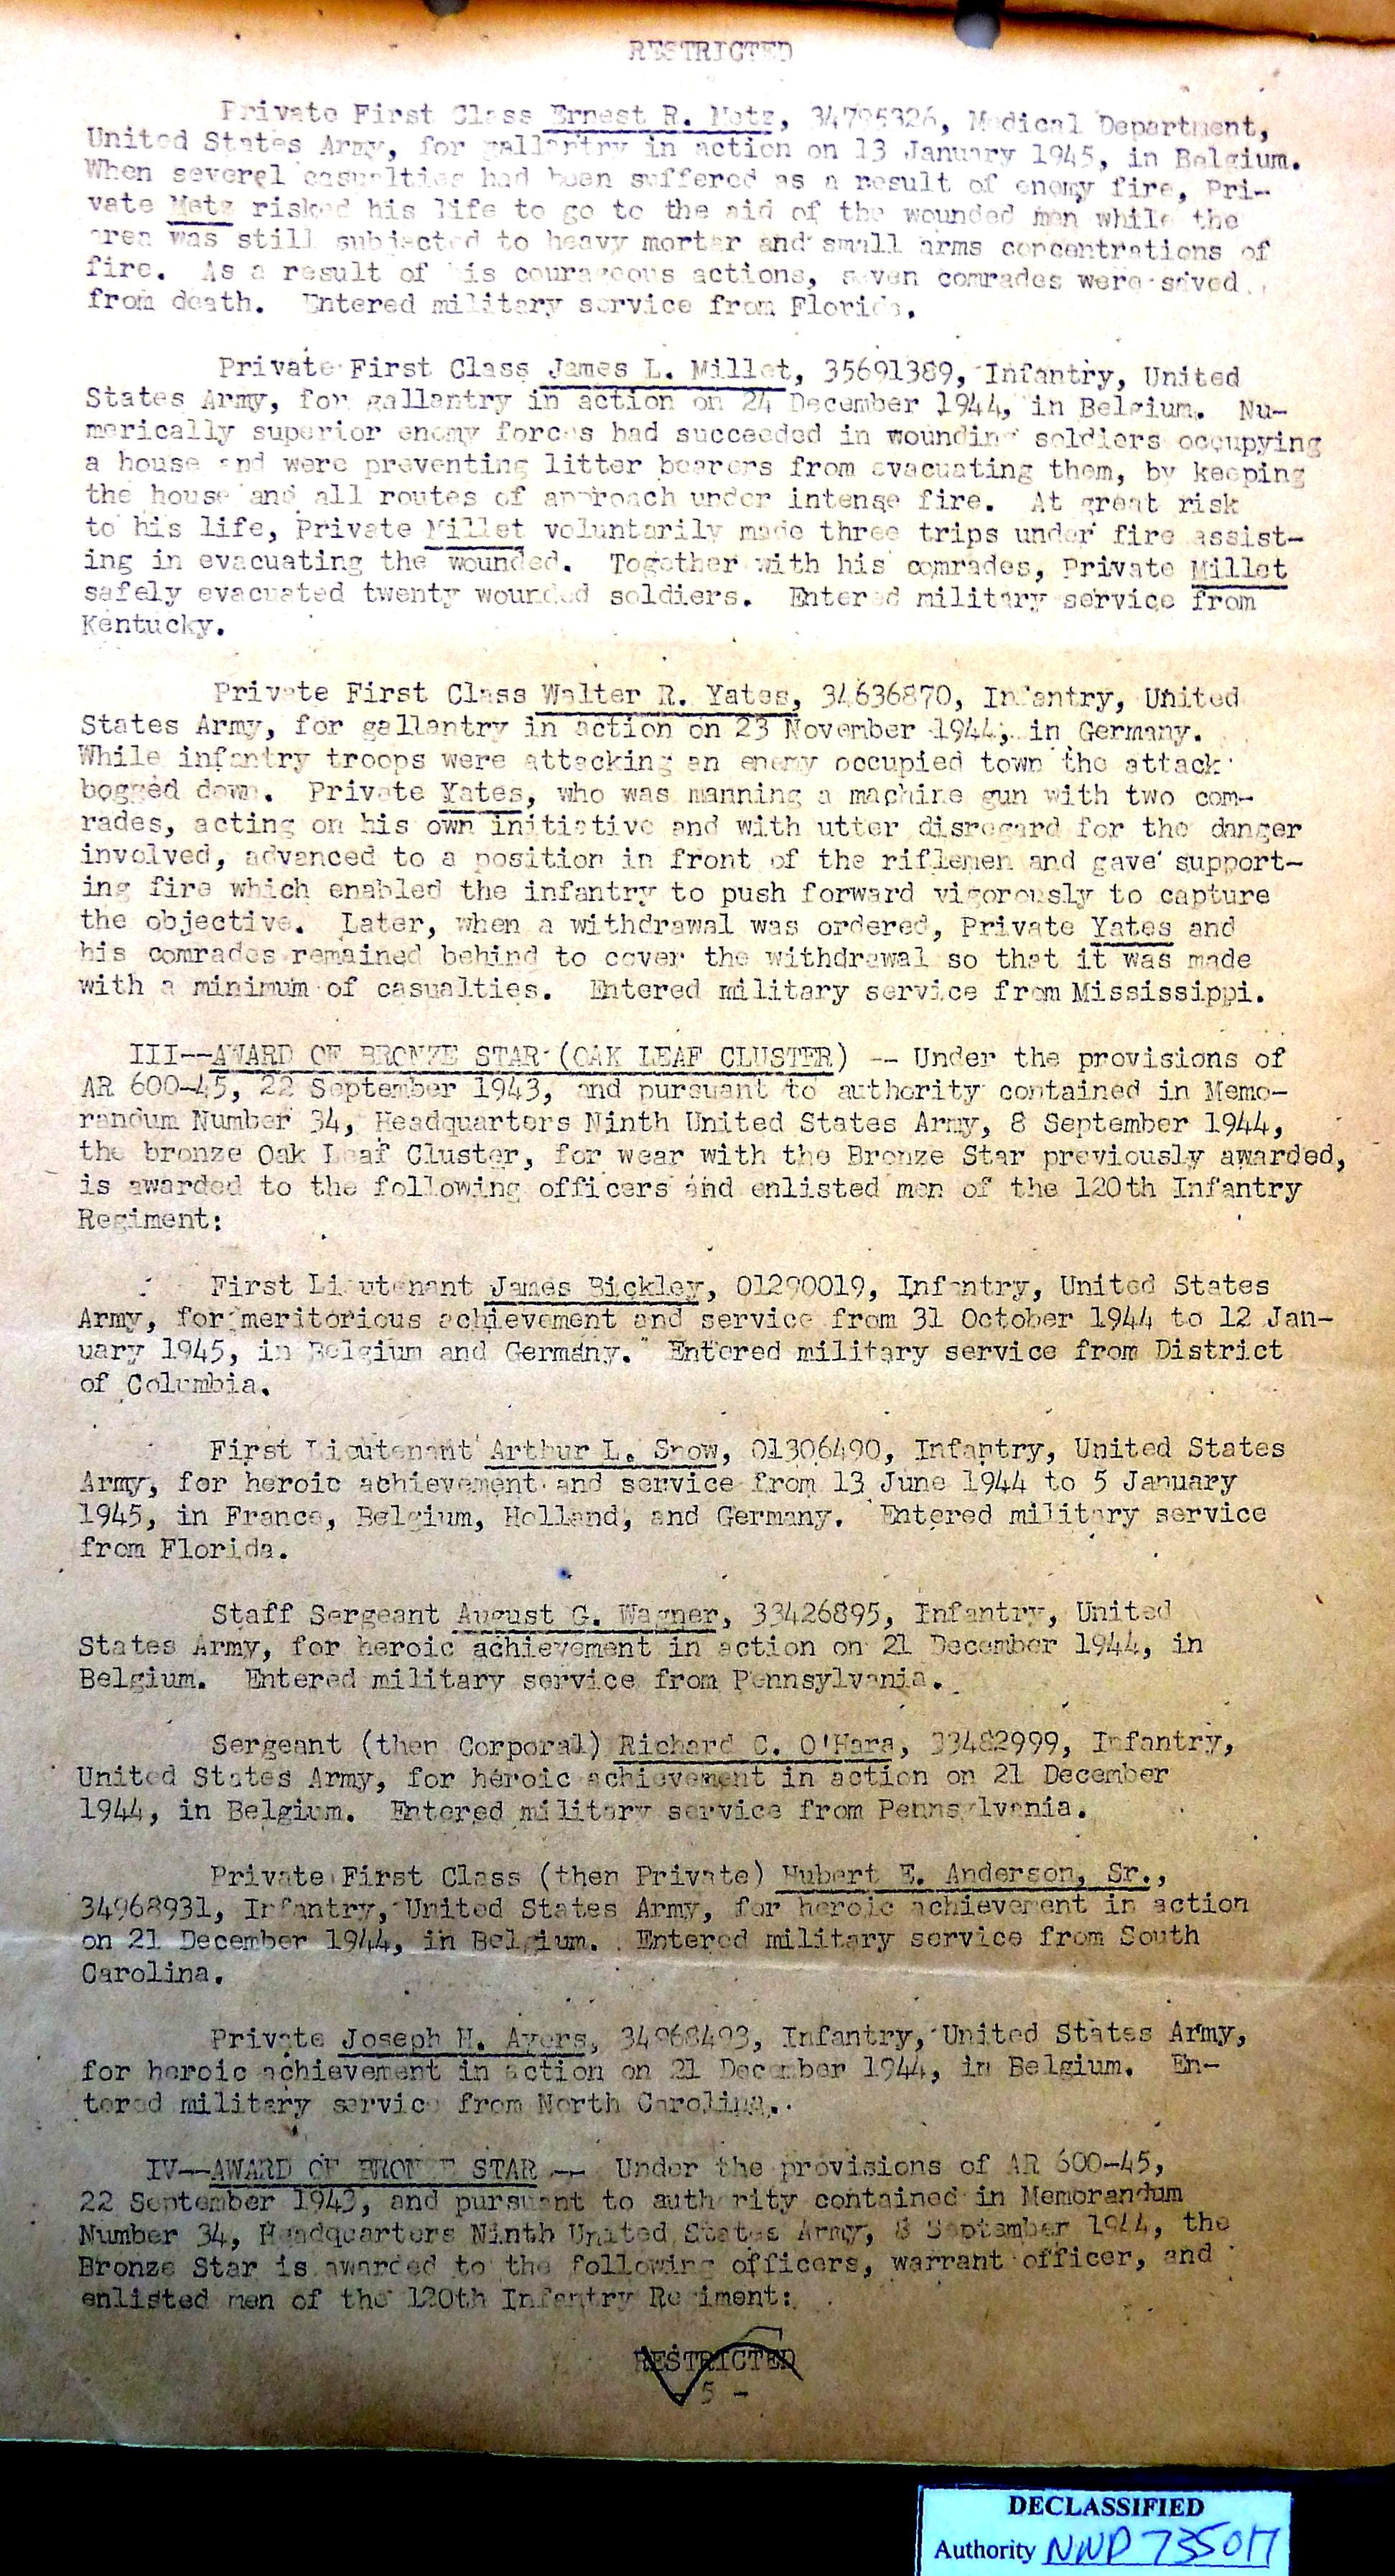 RESTRICTED
Private First Class Ernest R. Metz, 34795326, Medical Department,
United States Army, for gallantry in action on 13 January 1945, in Belgium.
When several casualties had been suffered as a result of enemy fire, Pri-
vate Metz risked his life to go to the aid of the wounded men while the
area was still subjected to heavy mortar and small arms concentrations of
fire. As a result of his courageous actions, seven comrades were saved
from death. Entered military service from Florida.
Private First Class James L. Millet, 35691389, Infantry, United
States Army, for gallantry in action on 24 December 1944, in Belgium. Nu-
merically superior enemy forces had succeeded in wounding soldiers occupying
a house and were preventing litter bearers from evacuating them, by keeping
the house and all routes of approach under intense fire. At great risk
to his life, Private Millet voluntarily made three trips under fire assist-
ing in evacuating the wounded. Together with his comrades, Private Millet
safely evacuated twenty wounded soldiers. Entered military service from
Kentucky.
Private First Class Walter R. Yates, 34636870, Infantry, United
States Army, for gallantry in action on 23 November 1944, in Germany.
While infantry troops were attacking an enemy occupied town the attack
bogged down. Private Yates, who was manning a machine gun with two com-
rades, acting on his own initiative and with utter disregard for the danger
involved, advanced to a position in front of the riflemen and gave support-
ing fire which enabled the infantry to push forward vigorously to capture
the objective. Later, when a withdrawal was ordered, Private Yates and
his comrades remained behind to cover the withdrawal so that it was made
with a minimum of casualties. Entered military service from Mississippi.
III--AWARD OF BRONZE STAR (OAK LEAF CLUSTER) -- Under the provisions of
AR 600-45, 22 September 1943, and pursuant to authority contained in Memo-
randum Number 34, Headquarters Ninth United States Army, 8 September 1944,
the bronze Oak Leaf Cluster, for wear with the Bronze Star previously awarded,
is awarded to the following officers and enlisted men of the 120th Infantry
Regiment:
First Lieutenant James Bickley, 01290019, Infantry, United States
Army, for meritorious achievement and service from 31 October 1944 to 12 Jan-
uary 1945, in Belgium and Germany. Entered military service from District
of Columbia.
First Lieutenant Arthur L. Snow, 01306490, Infantry, United States
Army, for heroic achievement and service from 13 June 1944 to 5 January
1945, in France, Belgium, Holland, and Germany. Entered military service
from Florida.
Staff Sergeant August G. Wagner, 33426895, Infantry, United
States Army, for heroic achievement in action on 21 December 1944, in
Belgium. Entered military service from Pennsylvania.
Sergeant (then Corporal) Richard C. O'Hara, 33482999, Infantry,
United States Army, for heroic achievement in action on 21 December
1944, in Belgium. Entered military service from Pennsylvania.
Private First Class (then Private) Hubert E. Anderson, Sr.,
34968931, Infantry, United States Army, for heroic achievement in action
on 21 December 1944, in Belgium. Entered military service from South
Carolina.
Private Joseph H. Ayers, 34968493, Infantry, United States Army,
for heroic achievement in action on 21 December 1944, in Belgium. En-
tered military service from North Carolina.
IV--AWARD OF BRONZE STAR -- Under the provisions of AR 600-45,
22 September 1943, and pursuant to authority contained in Memorandum
Number 34, Headquarters Ninth United States Army, 8 September 1944, the
Bronze Star is awarded to the following officers, warrant officer, and
enlisted men of the 120th Infantry Regiment:
RESTRICTED
5 -
DECLASSIFIED
Authority NND 735017